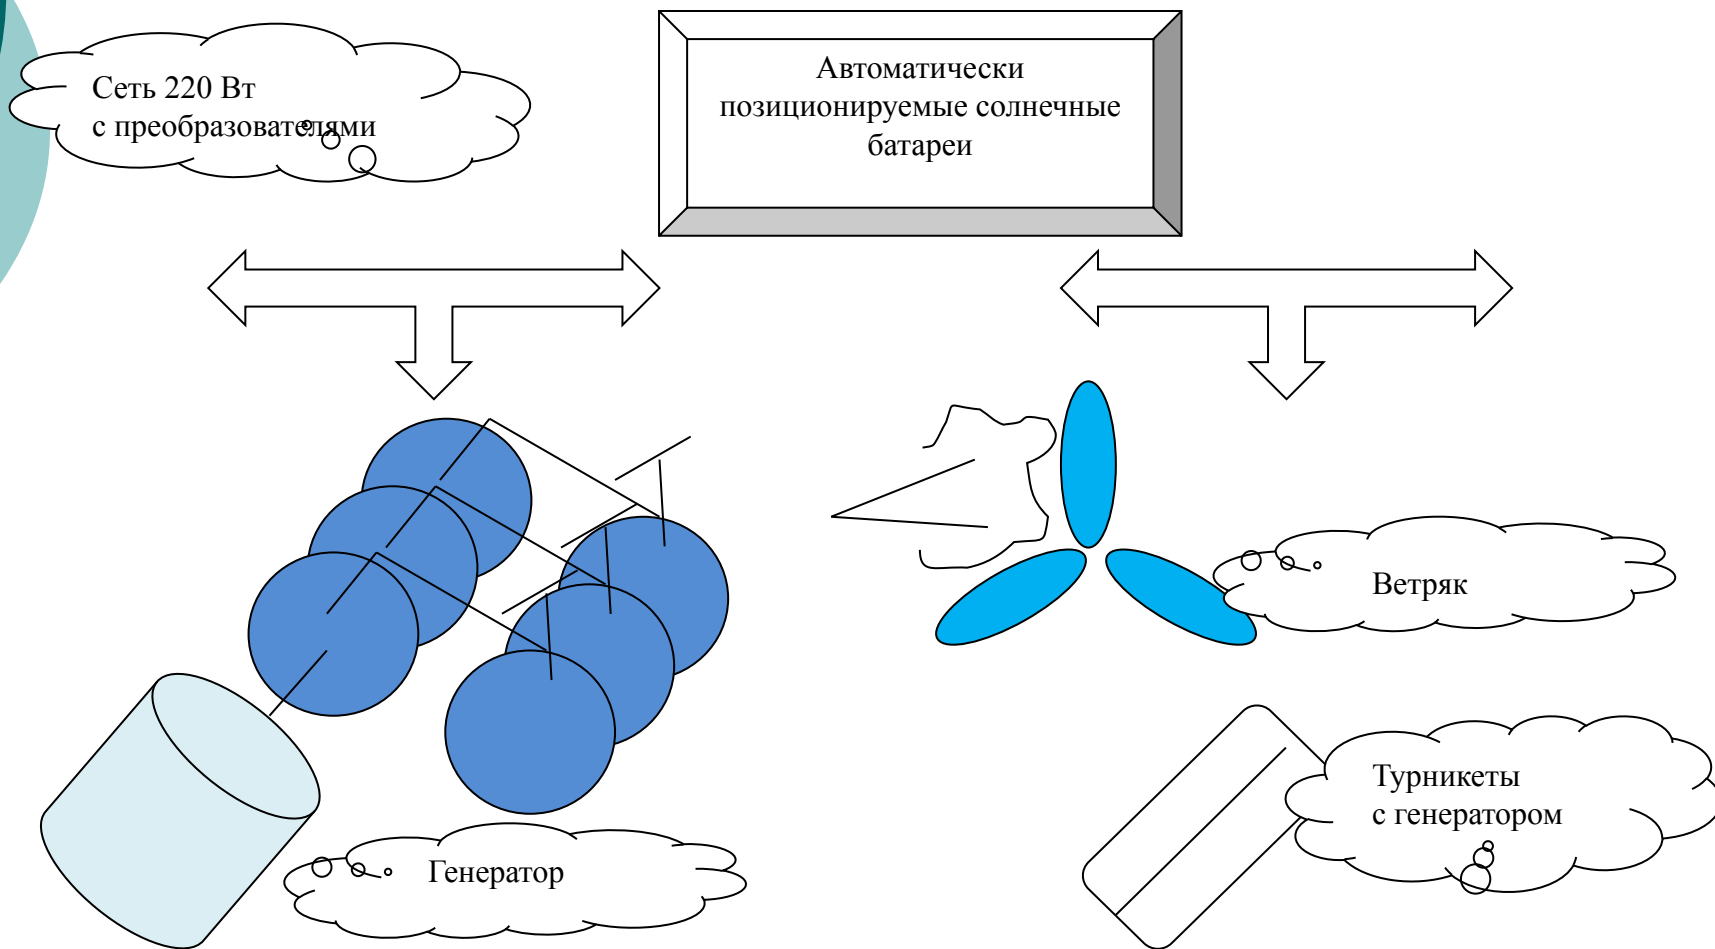 Сеть 220 Вт
с преобразователями
Автоматически
позиционируемые солнечные
батареи
Ветряк
Турникеты
с генератором
Генератор